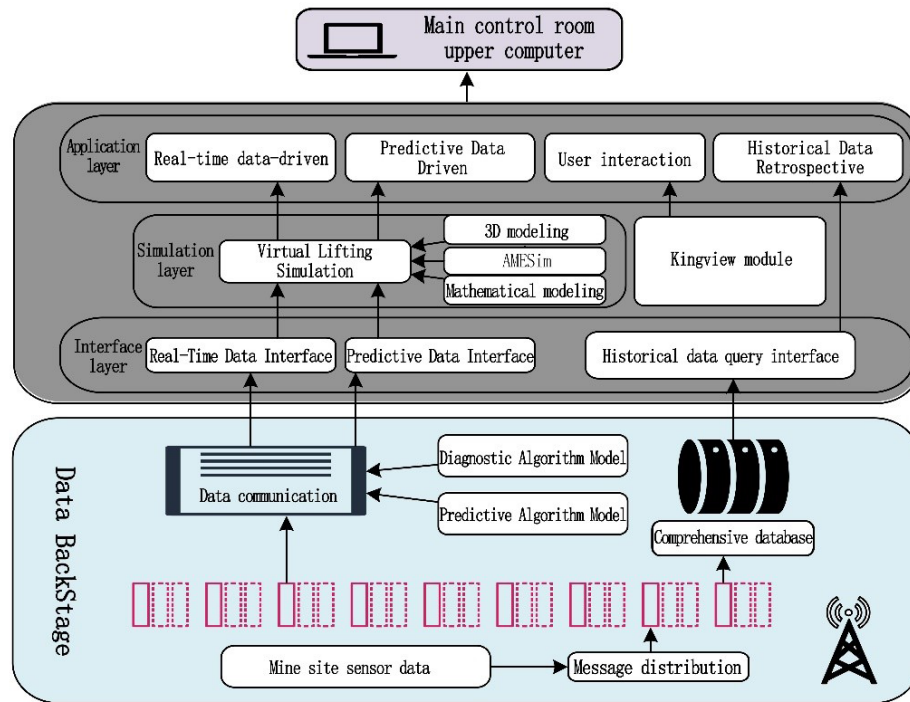 Main control room
upper computer
Application
layer
Real-time data-driven
Predictive Data
Driven
User interaction
Historical Data
Retrospective
Simulation
layer
Virtual Lifting
Simulation
3D modeling
AMESim
Mathematical modeling
Kingview module
Interface
layer
Real-Time Data Interface
Predictive Data Interface
Historical data query interface
Data BackStage
Data communication
Diagnostic Algorithm Model
Predictive Algorithm Model
Comprehensive database
Mine site sensor data
Message distribution